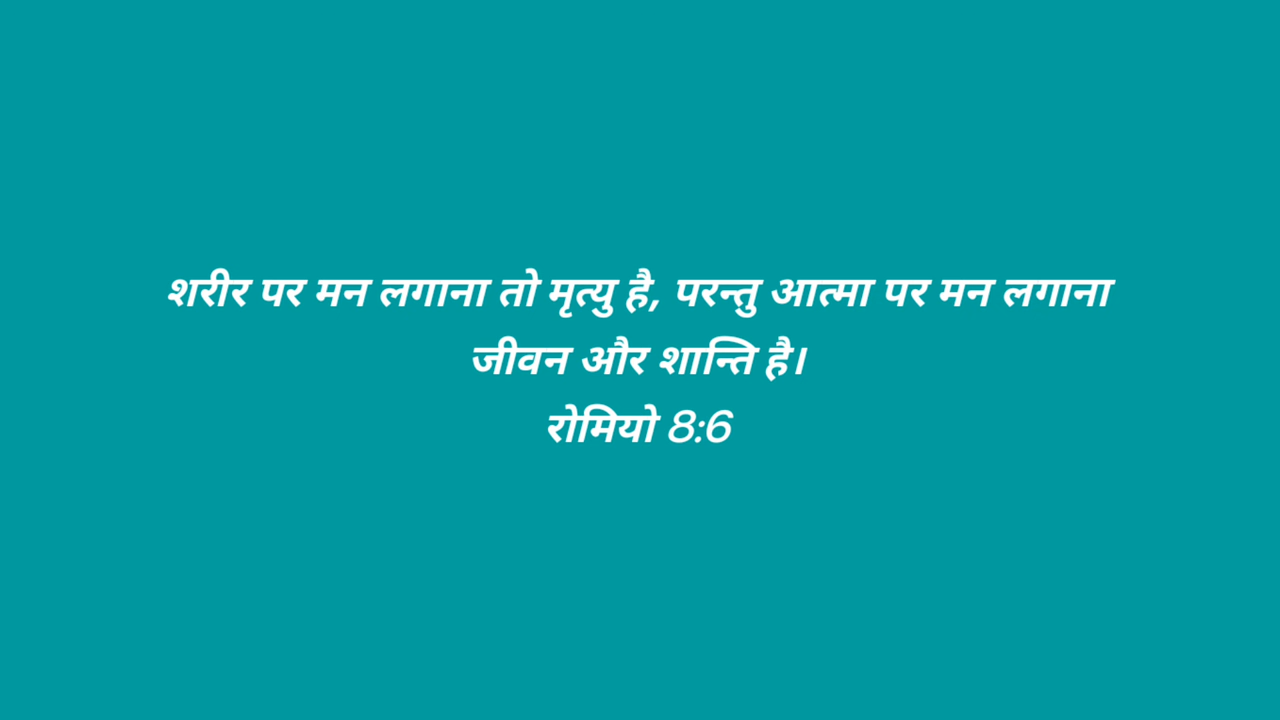 शरीर पर मन लगाना तो मृत्यु है, परन्तु आत्मा पर मन लगाना
जीवन और शान्ति है।
रोमियो 8:6